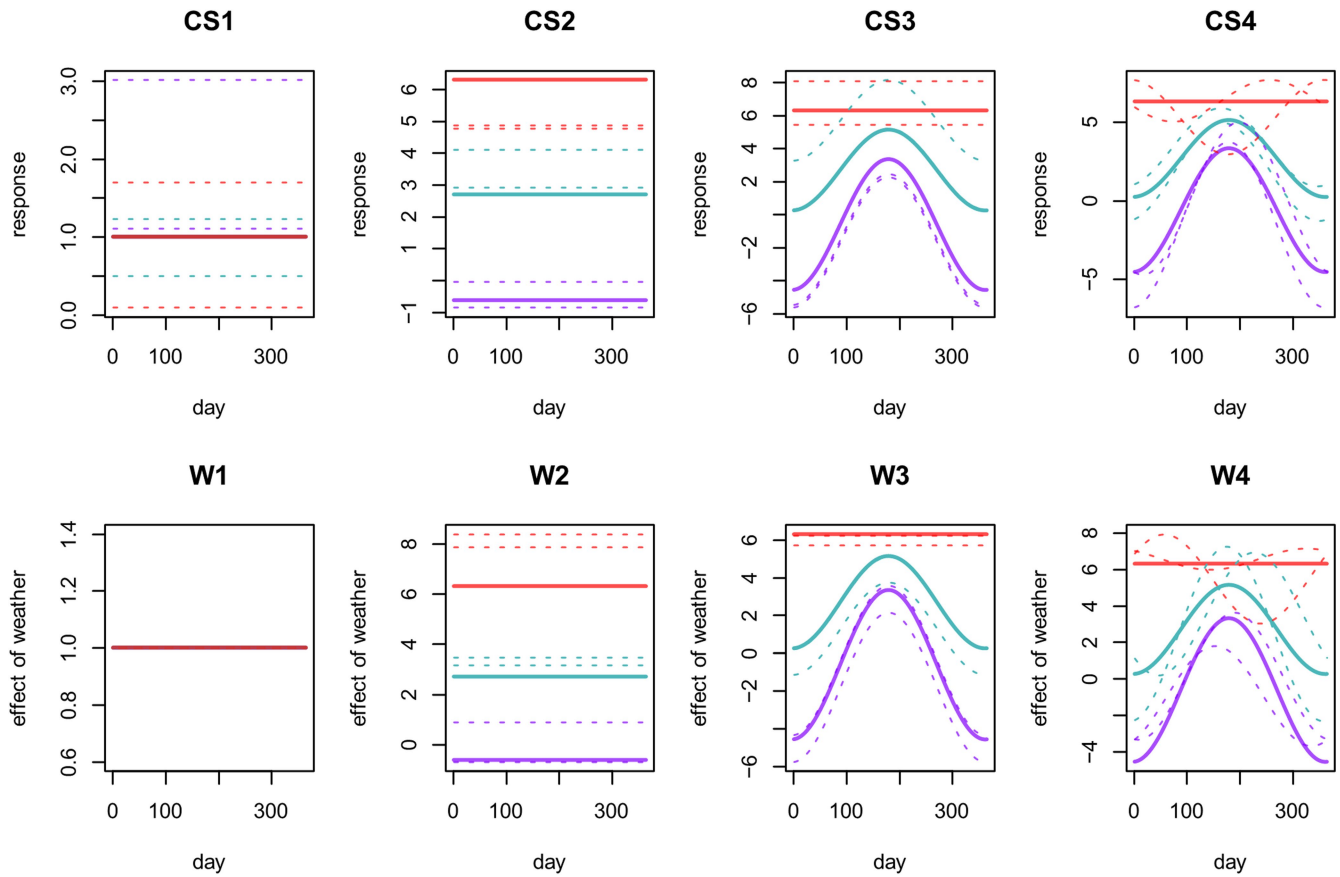 CS1 CS2 CS3 CS4
response 0.0 1.0 2.0 3.0
0 100 300
day
response −1 1 2 3 4 5 6
0 100 300
day
response −6 −2 2 4 6 8
0 100 300
day
response −5 0 5
0 100 300
day
W1 W2 W3 W4
effect of weather 0.6 0.8 1.0 1.2 1.4
0 100 300
day
effect of weather 0 2 4 6 8
0 100 300
day
effect of weather −6 −2 0 2 4 6
0 100 300
day
effect of weather −4 0 2 4 6 8
0 100 300
day